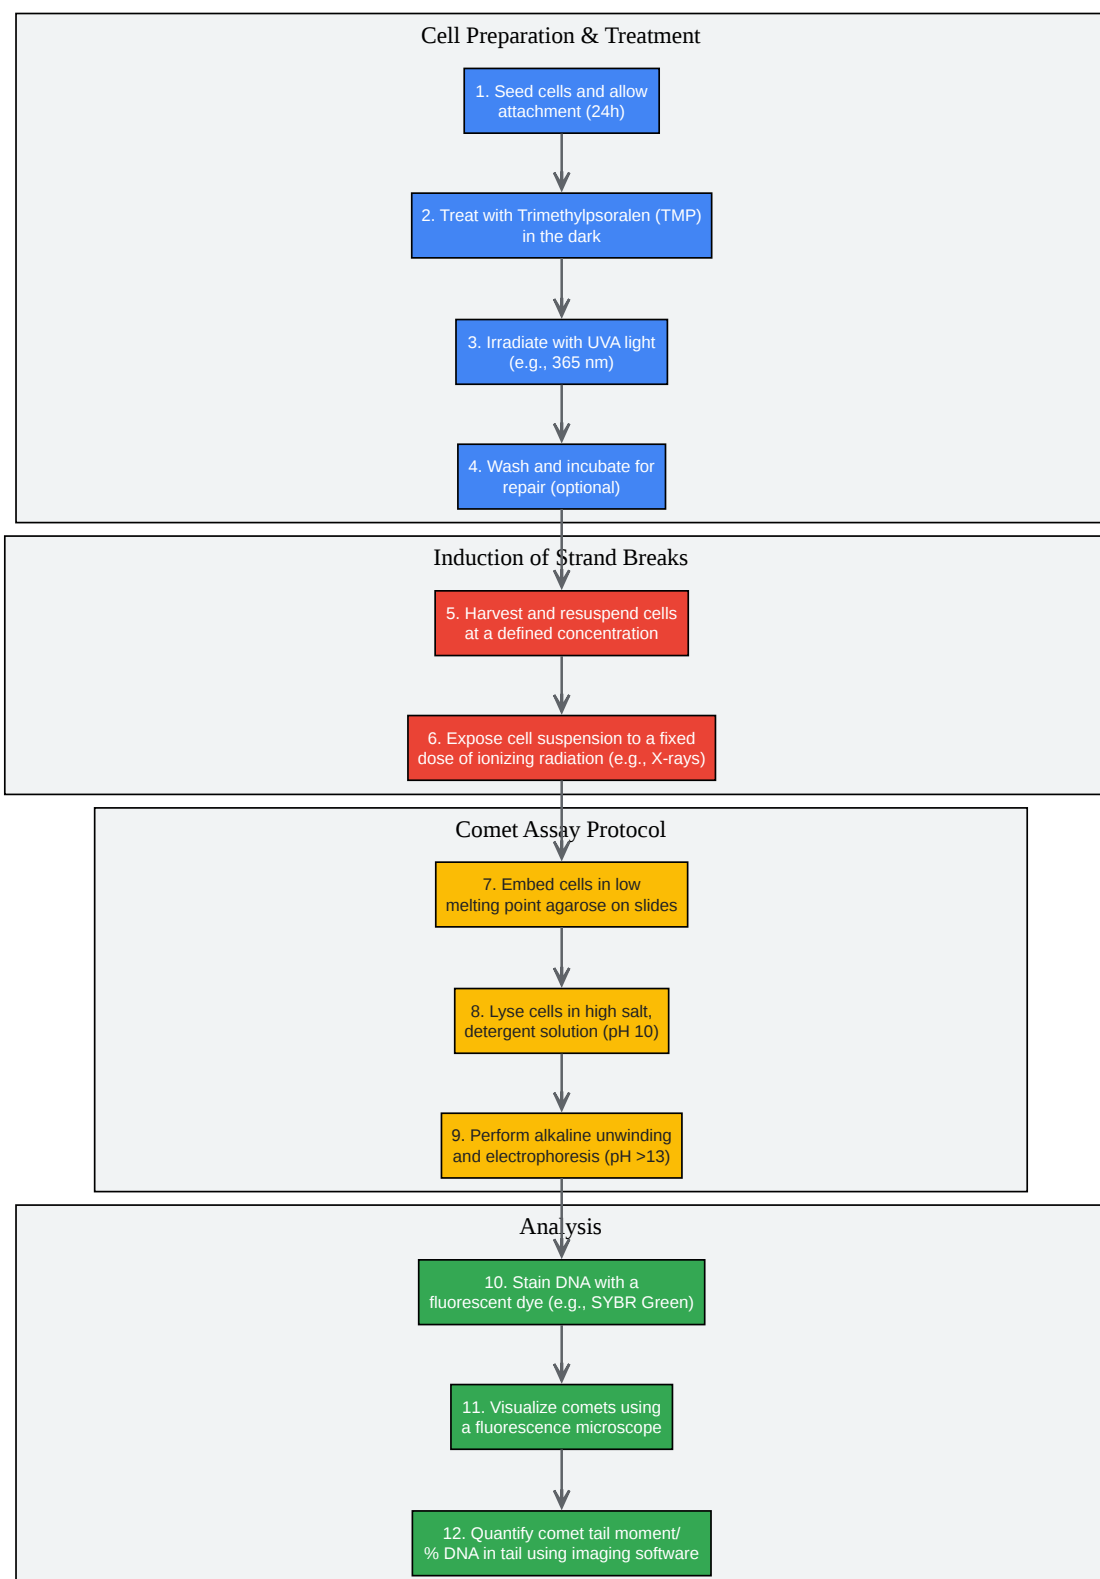 Cell Preparation & Treatment
1. Seed cells and allow
attachment (24h)
2. Treat with Trimethylpsoralen (TMP)
in the dark
3. Irradiate with UVA light
(e.g., 365 nm)
4. Wash and incubate for
repair (optional)
Induction of Strand Breaks
5. Harvest and resuspend cells
at a defined concentration
6. Expose cell suspension to a fixed
dose of ionizing radiation (e.g., X-rays)
Comet Assay Protocol
7. Embed cells in low
melting point agarose on slides
8. Lyse cells in high salt,
detergent solution (pH 10)
9. Perform alkaline unwinding
and electrophoresis (pH >13)
Analysis
10. Stain DNA with a
fluorescent dye (e.g., SYBR Green)
11. Visualize comets using
a fluorescence microscope
12. Quantify comet tail moment/
% DNA in tail using imaging software